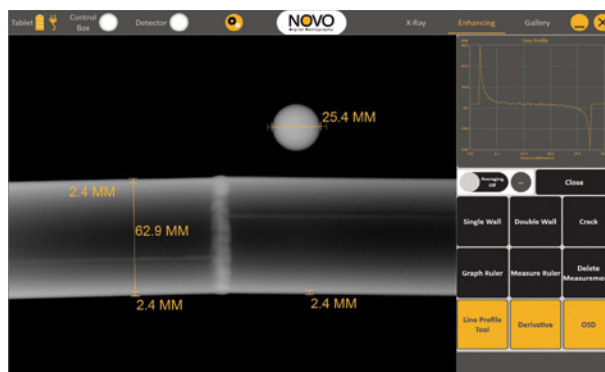 Tablet
Control Box
Detector
NOVO
Digital Radiography
X-Ray
Enhancing
Gallery
Line Profile
25.4 MM
2.4 MM
62.9 MM
2.4 MM
2.4 MM
Averaging
Off
Close
Single Wall
Double Wall
Crack
Graph Ruler
Measure Ruler
Delete
Measurement
Line Profile
Tool
Derivative
OSD